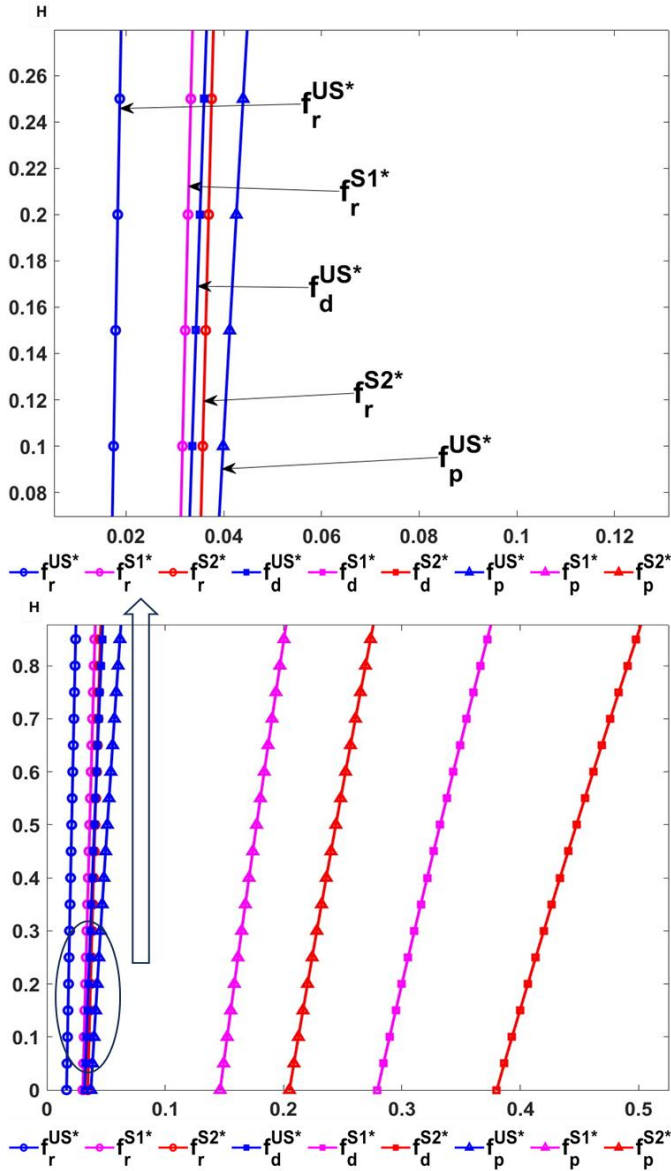 H
0.26
0.24
0.22
0.2
0.18
0.16
0.14
0.12
0.1
0.08
f_r^{US*}
f_r^{S1*}
f_d^{US*}
f_r^{S2*}
f_p^{US*}
0.02 0.04 0.06 0.08 0.1 0.12
f_r^{US*} f_r^{S1*} f_r^{S2*} f_d^{US*} f_d^{S1*} f_d^{S2*} f_p^{US*} f_p^{S1*} f_p^{S2*}
H
0.8
0.7
0.6
0.5
0.4
0.3
0.2
0.1
0
0 0.1 0.2 0.3 0.4 0.5
f_r^{US*} f_r^{S1*} f_r^{S2*} f_d^{US*} f_d^{S1*} f_d^{S2*} f_p^{US*} f_p^{S1*} f_p^{S2*}